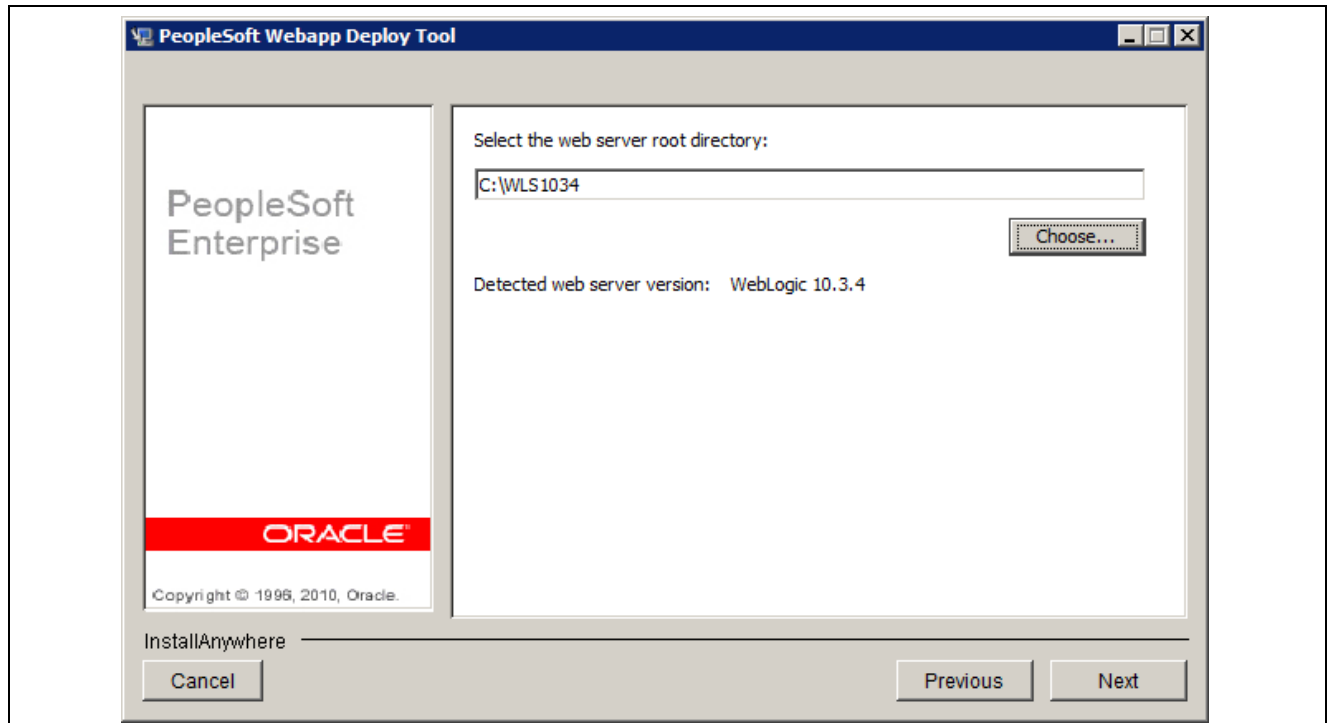 PeopleSoft Webapp Deploy Tool
PeopleSoft
Enterprise
ORACLE
Copyright © 1996, 2010, Oracle.
Select the web server root directory:
C:\WLS1034
Choose...
Detected web server version: WebLogic 10.3.4
InstallAnywhere
Cancel Previous Next